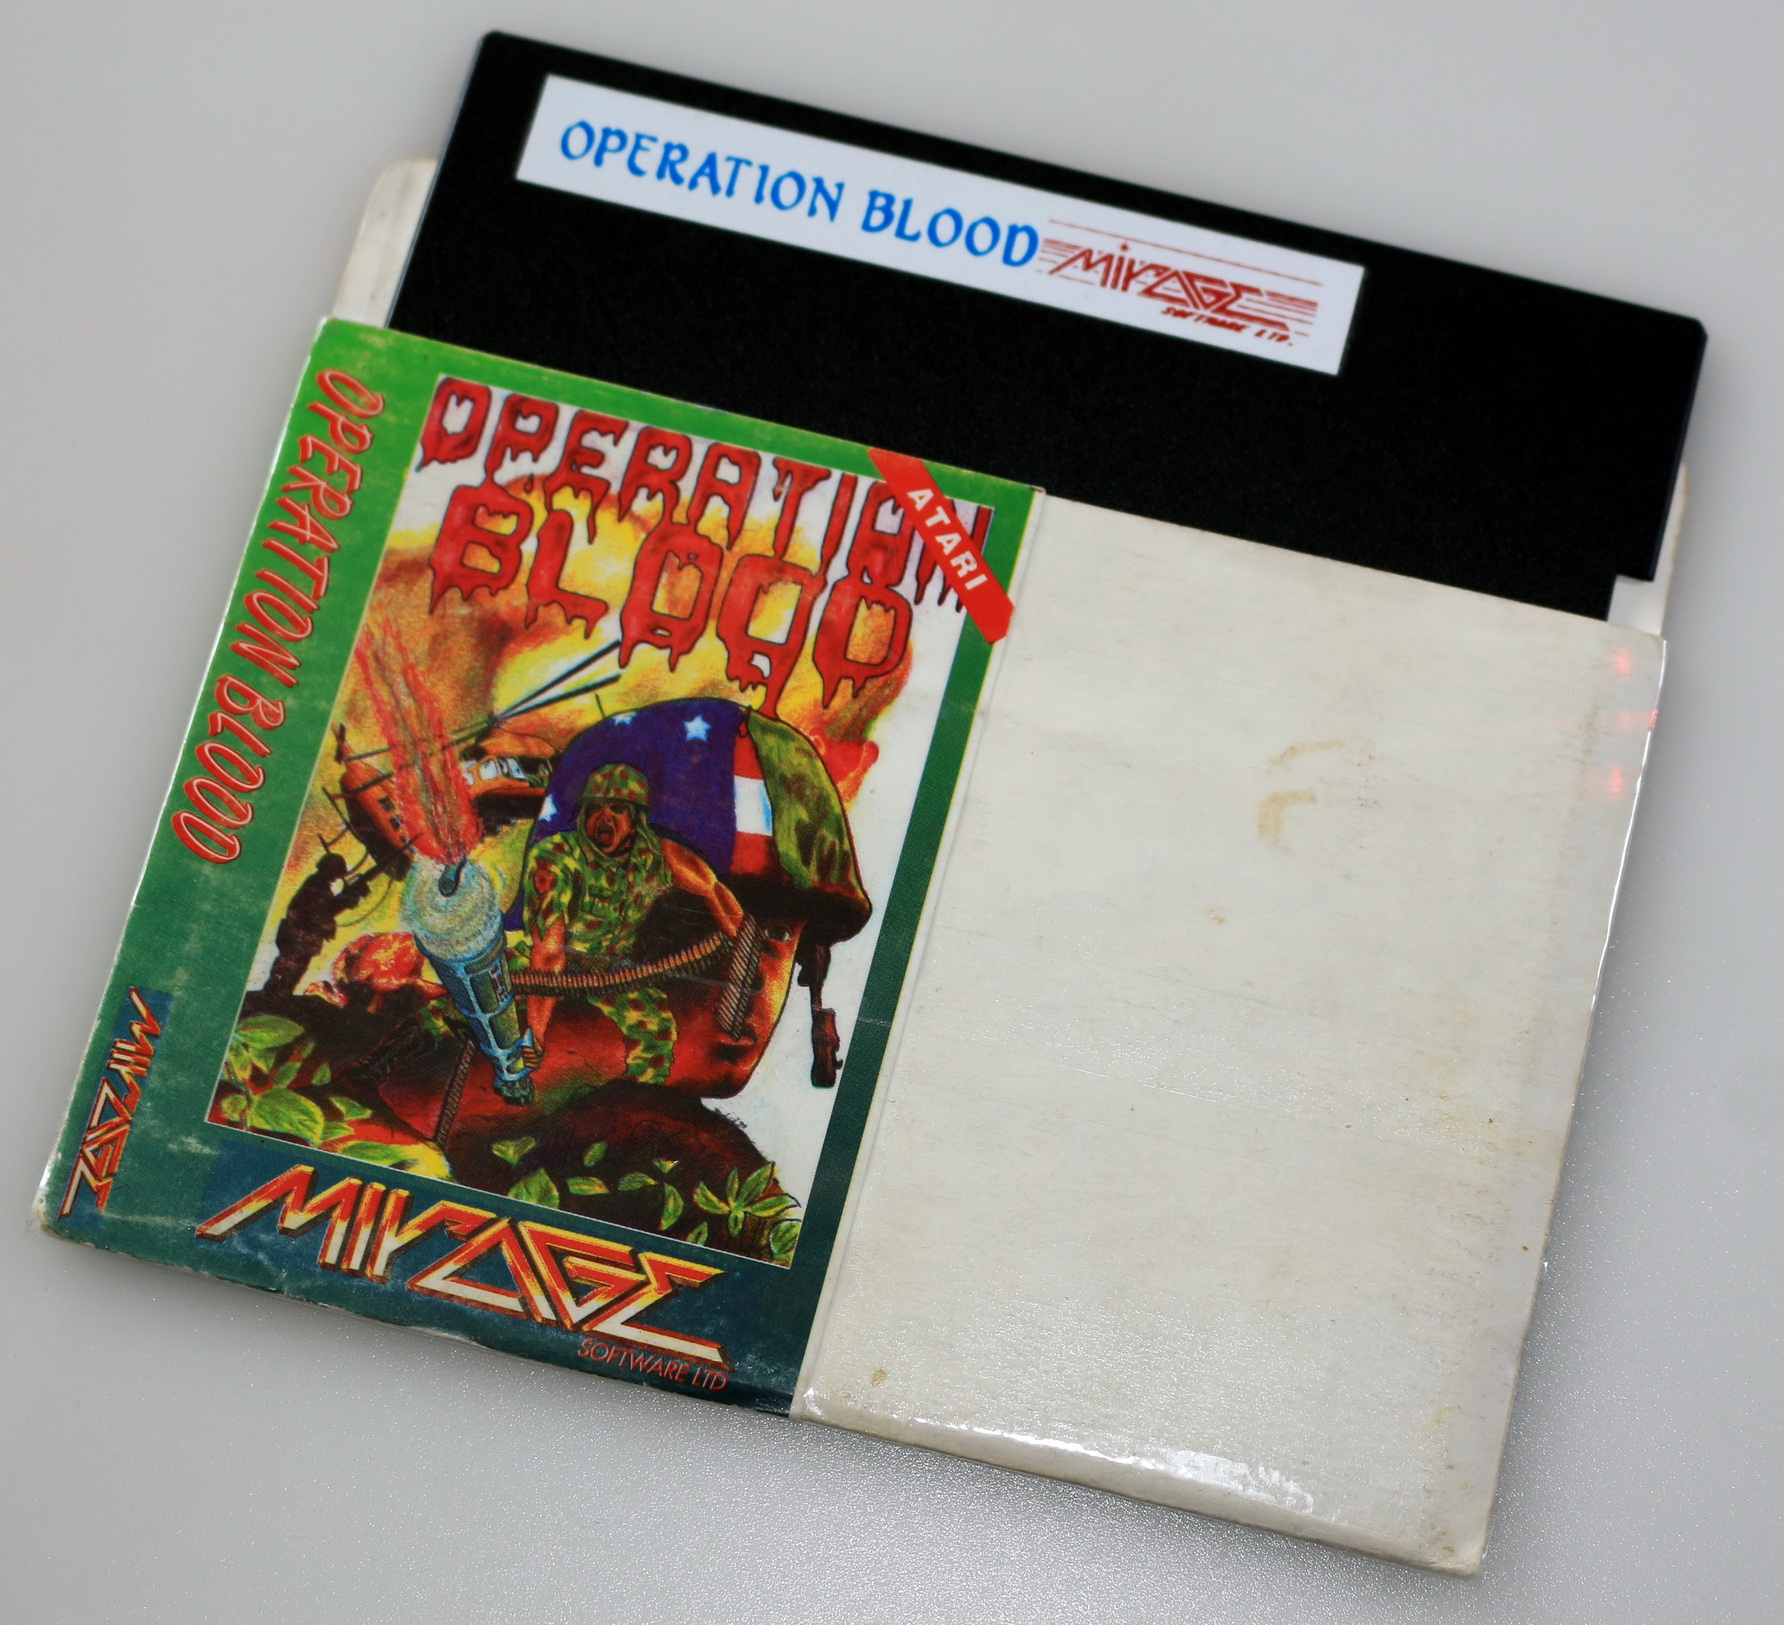 OPERATION BLOOD
MIRAGE
SOFTWARE LTD.
OPERATION
BLOOD
ATARI
OPERATION BLOOD
MIRAGE
MIRAGE
SOFTWARE LTD